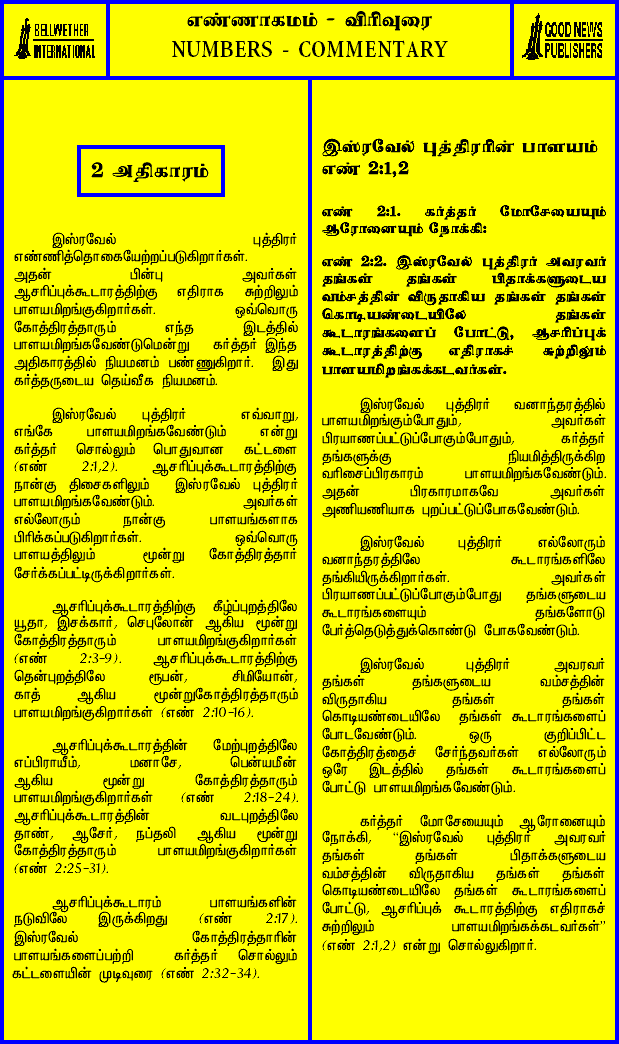 BELLWETHER
INTERNATIONAL
எண்ணாகமம் - விரிவுரை
NUMBERS - COMMENTARY
GOOD NEWS
PUBLISHERS
2 அதிகாரம்
இஸ்ரவேல் புத்திரர்
எண்ணித்தொகையேற்றப்படுகிறார்கள்.
அதன் பின்பு அவர்கள்
ஆசரிப்புக்கூடாரத்திற்கு எதிராக சுற்றிலும்
பாளயமிறங்குகிறார்கள். ஒவ்வொரு
கோத்திரத்தாரும் எந்த இடத்தில்
பாளயமிறங்கவேண்டுமென்று கர்த்தர் இந்த
அதிகாரத்தில் நியமனம் பண்ணுகிறார். இது
கர்த்தருடைய தெய்வீக நியமனம்.
இஸ்ரவேல் புத்திரர் எவ்வாறு,
எங்கே பாளயமிறங்கவேண்டும் என்று
கர்த்தர் சொல்லும் பொதுவான கட்டளை
(எண் 2:1,2). ஆசரிப்புக்கூடாரத்திற்கு
நான்கு திசைகளிலும் இஸ்ரவேல் புத்திரர்
பாளயமிறங்கவேண்டும். அவர்கள்
எல்லோரும் நான்கு பாளயங்களாக
பிரிக்கப்படுகிறார்கள். ஒவ்வொரு
பாளயத்திலும் மூன்று கோத்திரத்தார்
சேர்க்கப்பட்டிருக்கிறார்கள்.
ஆசரிப்புக்கூடாரத்திற்கு கீழ்ப்புறத்திலே
யூதா, இசக்கார், செபுலோன் ஆகிய மூன்று
கோத்திரத்தாரும் பாளயமிறங்குகிறார்கள்
(எண் 2:3-9). ஆசரிப்புக்கூடாரத்திற்கு
தென்புறத்திலே ரூபன், சிமியோன்,
காத் ஆகிய மூன்றுகோத்திரத்தாரும்
பாளயமிறங்குகிறார்கள் (எண் 2:10-16).
ஆசரிப்புக்கூடாரத்தின் மேற்புறத்திலே
எப்பிராயீம், மனாசே, பென்யமீன்
ஆகிய மூன்று கோத்திரத்தாரும்
பாளயமிறங்குகிறார்கள் (எண் 2:18-24).
ஆசரிப்புக்கூடாரத்தின் வடபுறத்திலே
தாண், ஆசேர், நப்தலி ஆகிய மூன்று
கோத்திரத்தாரும் பாளயமிறங்குகிறார்கள்
(எண் 2:25-31).
ஆசரிப்புக்கூடாரம் பாளயங்களின்
நடுவிலே இருக்கிறது (எண் 2:17).
இஸ்ரவேல் கோத்திரத்தாரின்
பாளயங்களைப்பற்றி கர்த்தர் சொல்லும்
கட்டளையின் முடிவுரை (எண் 2:32-34).
இஸ்ரவேல் புத்திரரின் பாளயம்
எண் 2:1,2
எண் 2:1. கர்த்தர் மோசேயையும்
ஆரோனையும் நோக்கி:
எண் 2:2. இஸ்ரவேல் புத்திரர் அவரவர்
தங்கள் தங்கள் பிதாக்களுடைய
வம்சத்தின் விருதாகிய தங்கள் தங்கள்
கொடியண்டையிலே தங்கள்
கூடாரங்களைப் போட்டு, ஆசரிப்புக்
கூடாரத்திற்கு எதிராகச் சுற்றிலும்
பாளயமிறங்கக்கடவர்கள்.
இஸ்ரவேல் புத்திரர் வனாந்தரத்தில்
பாளயமிறங்கும்போதும், அவர்கள்
பிரயாணப்பட்டுப்போகும்போதும், கர்த்தர்
தங்களுக்கு நியமித்திருக்கிற
வரிசைப்பிரகாரம் பாளயமிறங்கவேண்டும்.
அதன் பிரகாரமாகவே அவர்கள்
அணியணியாக புறப்பட்டுப்போகவேண்டும்.
இஸ்ரவேல் புத்திரர் எல்லோரும்
வனாந்தரத்திலே கூடாரங்களிலே
தங்கியிருக்கிறார்கள். அவர்கள்
பிரயாணப்பட்டுப்போகும்போது தங்களுடைய
கூடாரங்களையும் தங்களோடு
பேர்த்தெடுத்துக்கொண்டு போகவேண்டும்.
இஸ்ரவேல் புத்திரர் அவரவர்
தங்கள் தங்களுடைய வம்சத்தின்
விருதாகிய தங்கள் தங்கள்
கொடியண்டையிலே தங்கள் கூடாரங்களைப்
போடவேண்டும். ஒரு குறிப்பிட்ட
கோத்திரத்தைச் சேர்ந்தவர்கள் எல்லோரும்
ஒரே இடத்தில் தங்கள் கூடாரங்களைப்
போட்டு பாளயமிறங்கவேண்டும்.
கர்த்தர் மோசேயையும் ஆரோனையும்
நோக்கி, “இஸ்ரவேல் புத்திரர் அவரவர்
தங்கள் தங்கள் பிதாக்களுடைய
வம்சத்தின் விருதாகிய தங்கள் தங்கள்
கொடியண்டையிலே தங்கள் கூடாரங்களைப்
போட்டு, ஆசரிப்புக் கூடாரத்திற்கு எதிராகச்
சுற்றிலும் பாளயமிறங்கக்கடவர்கள்”
(எண் 2:1,2) என்று சொல்லுகிறார்.